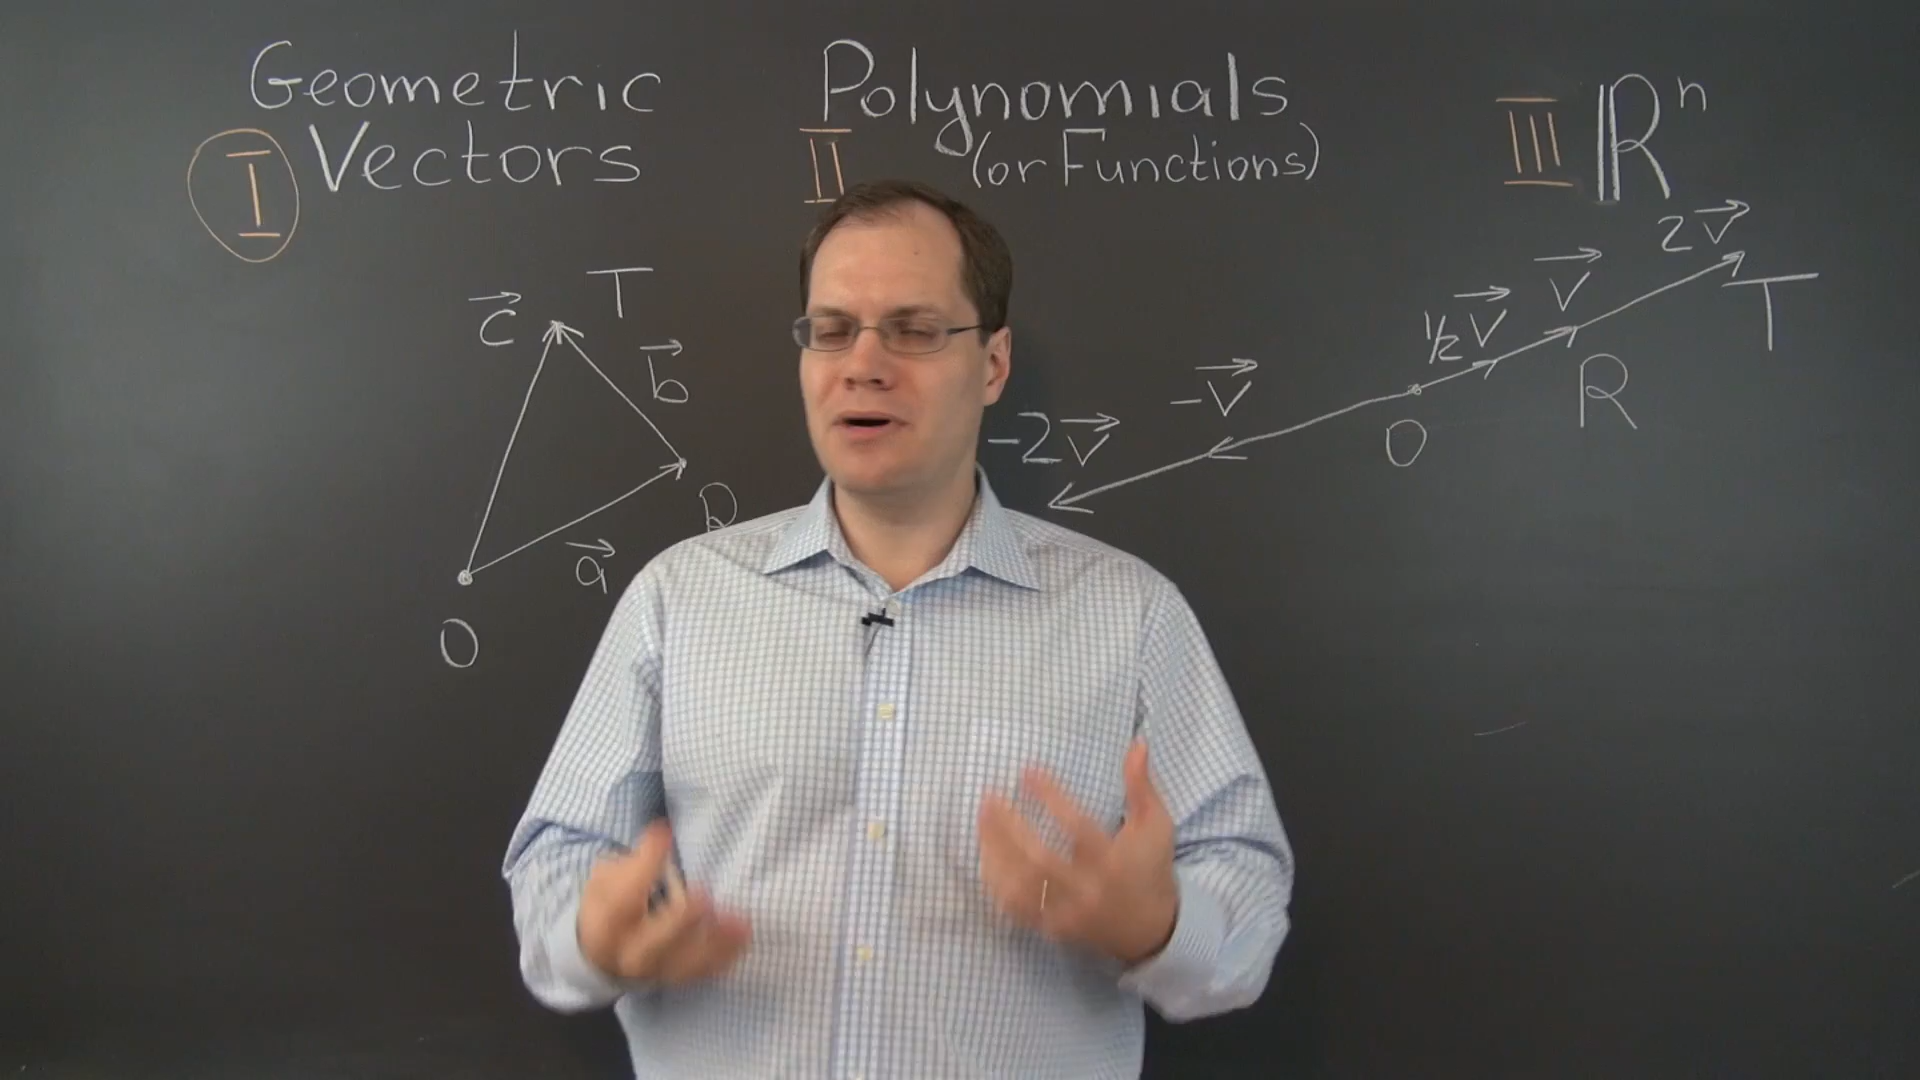 Geometric
Vectors
I
Polynomials
(or Functions)
II
III ℝⁿ
T
c⃗
b⃗
R
a⃗
O
2v⃗
T
v⃗
½v⃗
R
-v⃗
O
-2v⃗